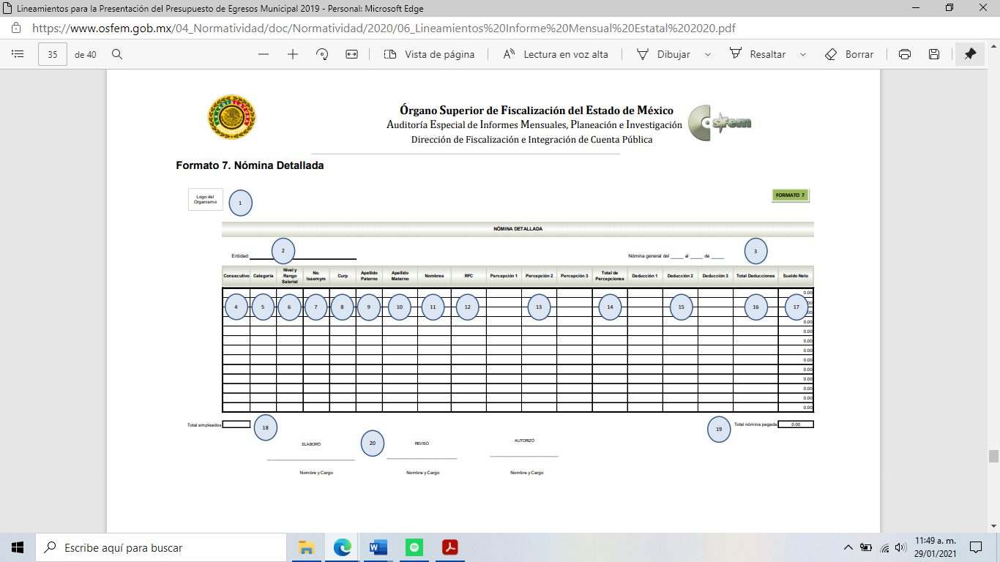 Lineamientos para la Presentación del Presupuesto de Egresos Municipal 2019 - Personal: Microsoft Edge
https://www.osfem.gob.mx/04_Normatividad/doc/Normatividad/2020/06_Lineamientos%20Informe%20Mensual%20Estatal%202020.pdf
35 de 40 Vista de página Lectura en voz alta Dibujar Resaltar Borrar
Órgano Superior de Fiscalización del Estado de México
Auditoría Especial de Informes Mensuales, Planeación e Investigación
Dirección de Fiscalización e Integración de Cuenta Pública
osfem
Formato 7. Nómina Detallada
Logo del
Organismo
1
FORMATO 7
NÓMINA DETALLADA
2
3
Entidad: Nómina general del _____ al _____ de _____
Consecutivo Categoría Nivel y Rango Salarial No. Issemym Curp Apellido Paterno Apellido Materno Nombres RFC Percepción 1 Percepción 2 Percepción 3 Total de Percepciones Deducción 1 Deducción 2 Deducción 3 Total Deducciones Sueldo Neto
0.00
4 5 6 7 8 9 10 11 12 13 14 15 16 17
0.00
0.00
0.00
0.00
0.00
0.00
0.00
0.00
0.00
0.00
0.00
0.00
Total empleados 18 19 Total nómina pagada 0.00
ELABORÓ 20 REVISÓ AUTORIZÓ
Nombre y Cargo Nombre y Cargo Nombre y Cargo
Escribe aquí para buscar
11:49 a. m.
29/01/2021